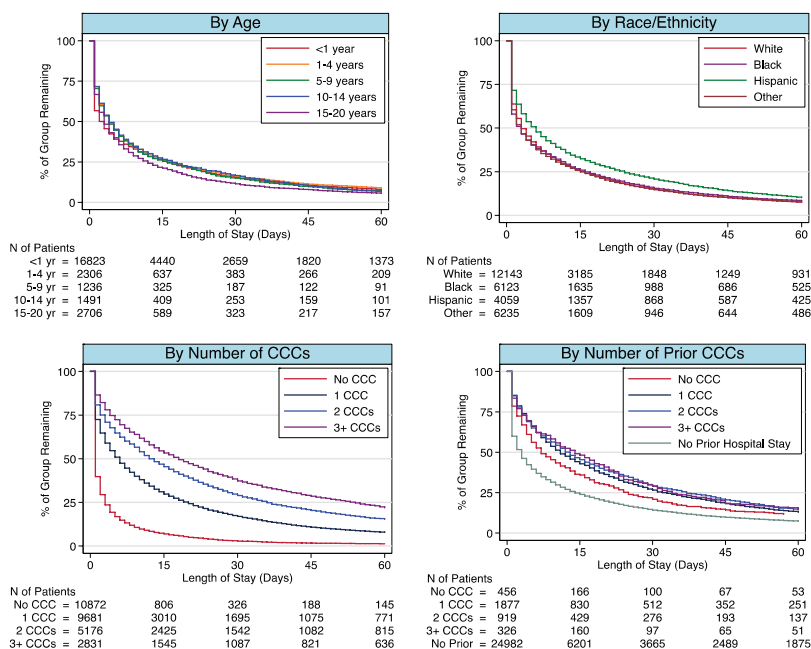 By Age
% of Group Remaining
100
75
50
25
0
<1 year
1-4 years
5-9 years
10-14 years
15-20 years
0 15 30 45 60
Length of Stay (Days)
N of Patients
<1 yr = 16823 4440 2659 1820 1373
1-4 yr = 2306 637 383 266 209
5-9 yr = 1236 325 187 122 91
10-14 yr = 1491 409 253 159 101
15-20 yr = 2706 589 323 217 157
By Race/Ethnicity
% of Group Remaining
100
75
50
25
0
White
Black
Hispanic
Other
0 15 30 45 60
Length of Stay (Days)
N of Patients
White = 12143 3185 1848 1249 931
Black = 6123 1635 988 686 525
Hispanic = 4059 1357 868 587 425
Other = 6235 1609 946 644 486
By Number of CCCs
% of Group Remaining
100
75
50
25
0
No CCC
1 CCC
2 CCCs
3+ CCCs
0 15 30 45 60
Length of Stay (Days)
N of Patients
No CCC = 10872 806 326 188 145
1 CCC = 9681 3010 1695 1075 771
2 CCCs = 5176 2425 1542 1082 815
3+ CCCs = 2831 1545 1087 821 636
By Number of Prior CCCs
% of Group Remaining
100
75
50
25
0
No CCC
1 CCC
2 CCCs
3+ CCCs
No Prior Hospital Stay
0 15 30 45 60
Length of Stay (Days)
N of Patients
No CCC = 456 166 100 67 53
1 CCC = 1877 830 512 352 251
2 CCCs = 919 429 276 193 137
3+ CCCs = 326 160 97 65 51
No Prior = 24982 6201 3665 2489 1875